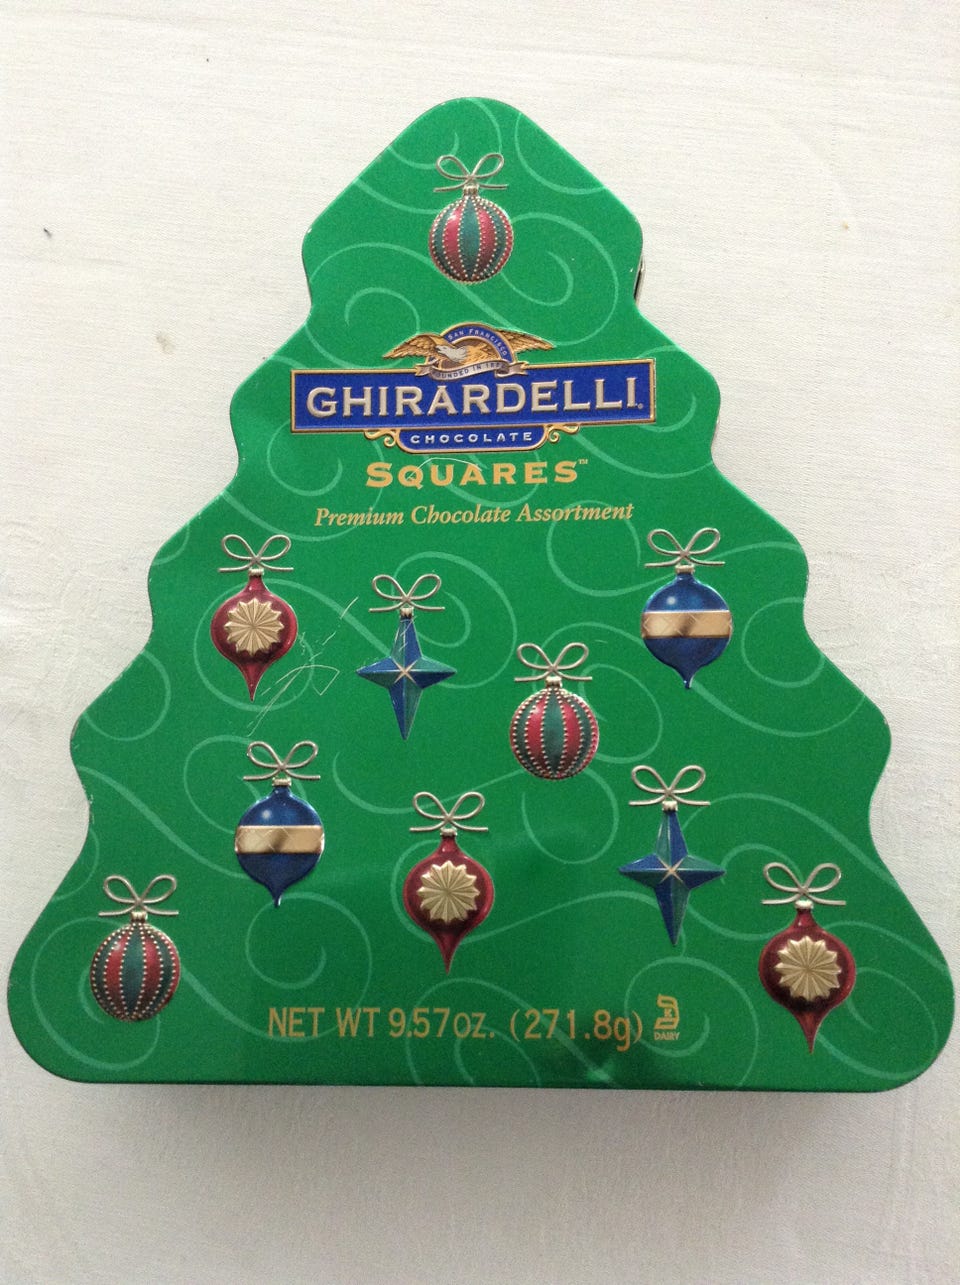 SAN FRANCISCO
FOUNDED IN 1852
GHIRARDELLI®
CHOCOLATE
SQUARES™
Premium Chocolate Assortment
NET WT 9.57oz. (271.8g)
K
DAIRY